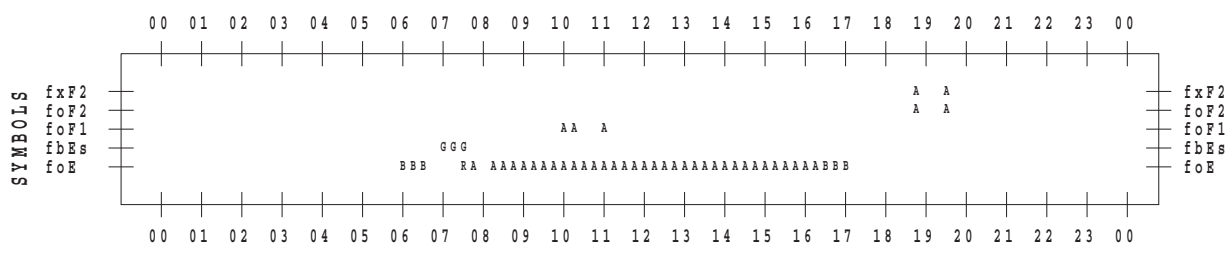 00 01 02 03 04 05 06 07 08 09 10 11 12 13 14 15 16 17 18 19 20 21 22 23 00
SYMBOLS
fxF2 A A fxF2
foF2 A A foF2
foF1 AA A foF1
fbEs GGG fbEs
foE BBB RA AAAAAAAAAAAAAAAAAAAAAAAAAAAAAAAAABBB foE
00 01 02 03 04 05 06 07 08 09 10 11 12 13 14 15 16 17 18 19 20 21 22 23 00